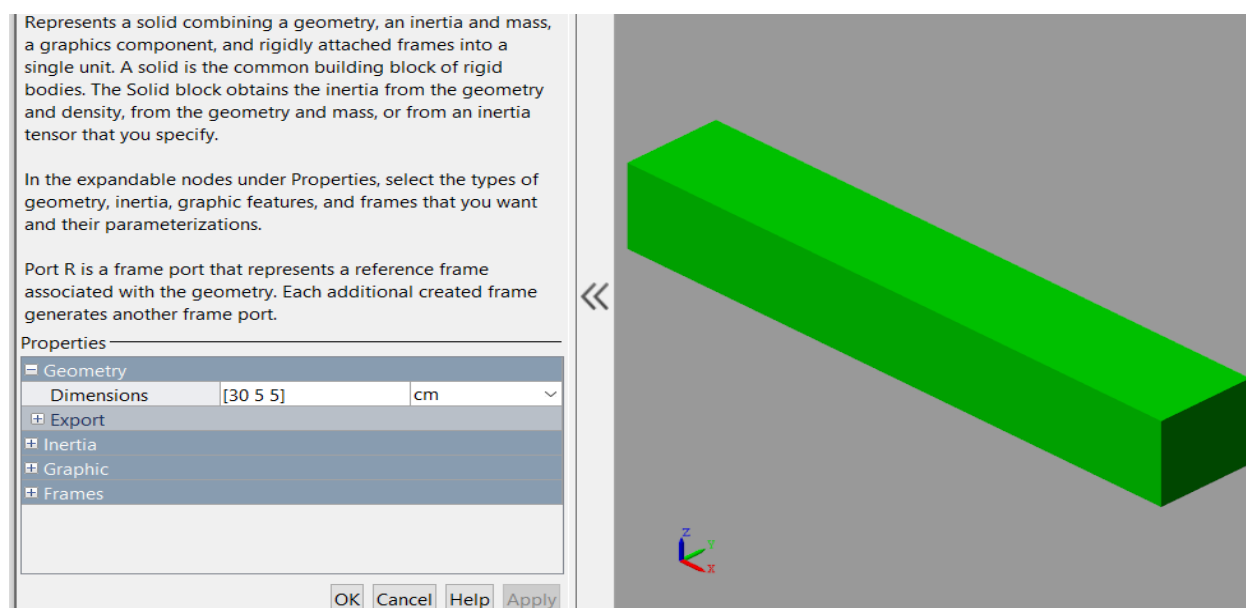 Represents a solid combining a geometry, an inertia and mass,
a graphics component, and rigidly attached frames into a
single unit. A solid is the common building block of rigid
bodies. The Solid block obtains the inertia from the geometry
and density, from the geometry and mass, or from an inertia
tensor that you specify.
In the expandable nodes under Properties, select the types of
geometry, inertia, graphic features, and frames that you want
and their parameterizations.
Port R is a frame port that represents a reference frame
associated with the geometry. Each additional created frame
generates another frame port.
Properties
Geometry
Dimensions [30 5 5] cm
Export
Inertia
Graphic
Frames
OK Cancel Help Apply
Z
Y
X